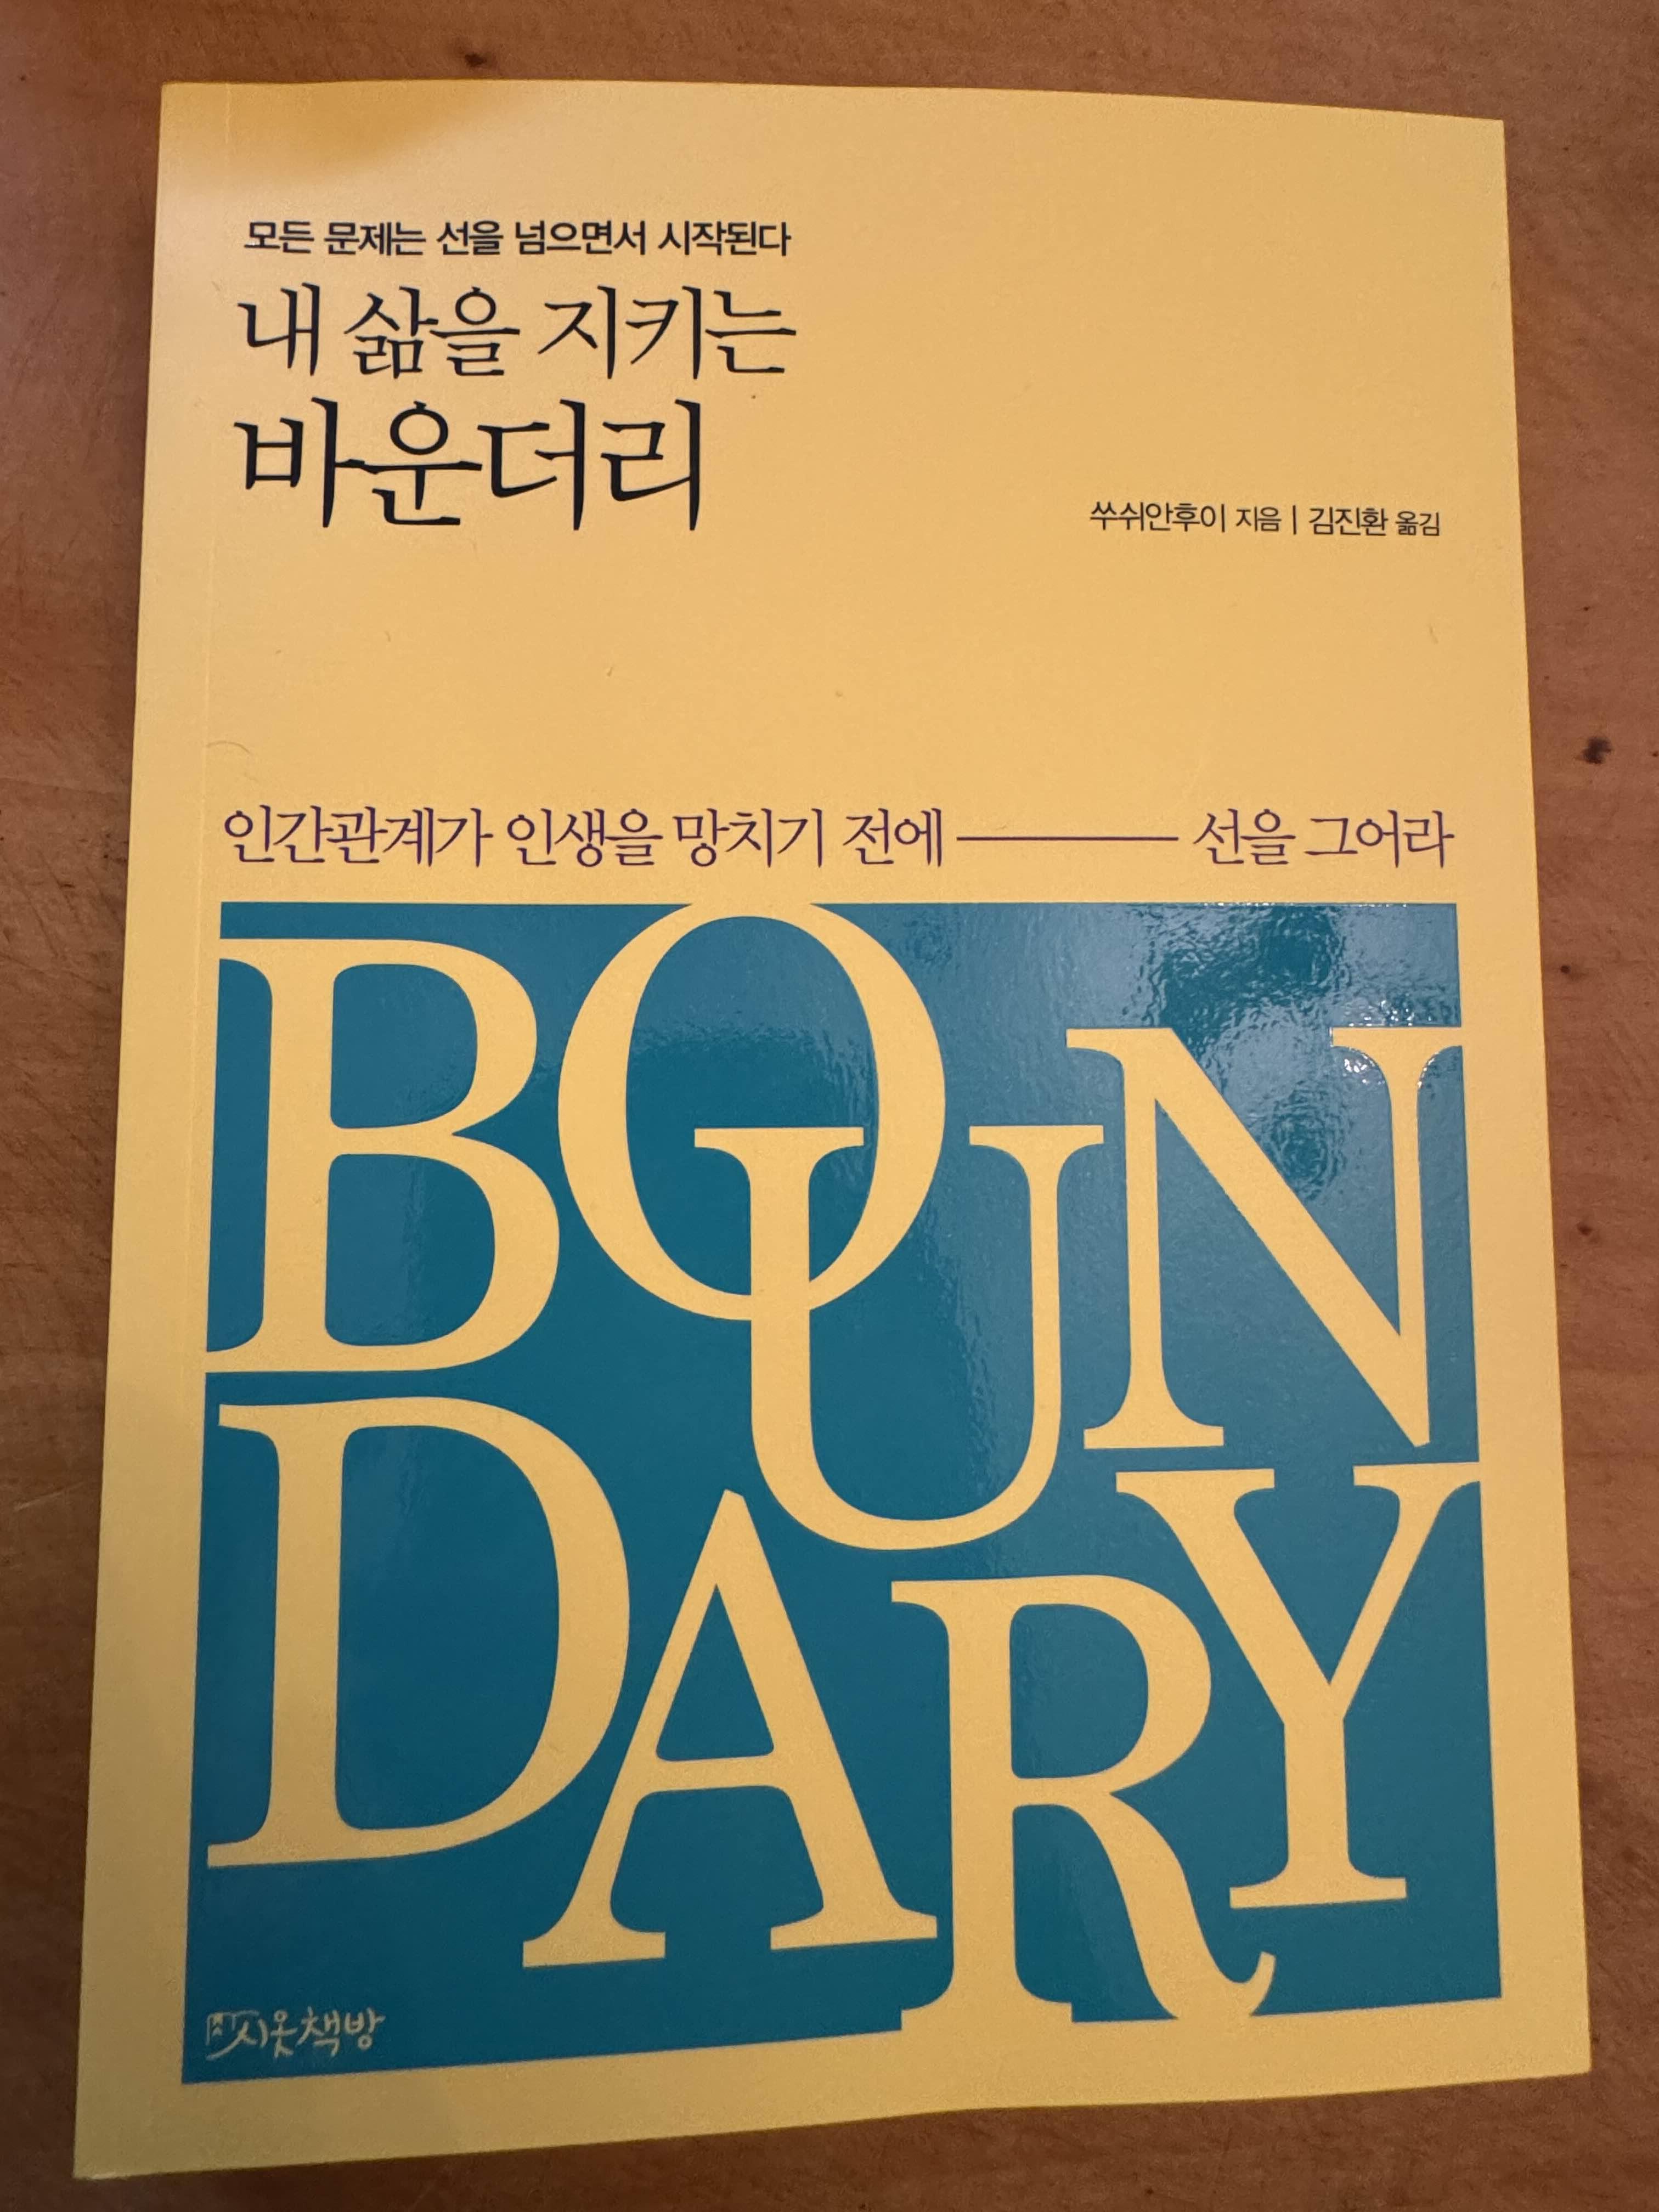 모든 문제는 선을 넘으면서 시작된다
내 삶을 지키는
바운더리
쑤쉬안후이 지음 | 김진환 옮김
인간관계가 인생을 망치기 전에 ──── 선을 그어라
BOUN
DARY
시옷책방